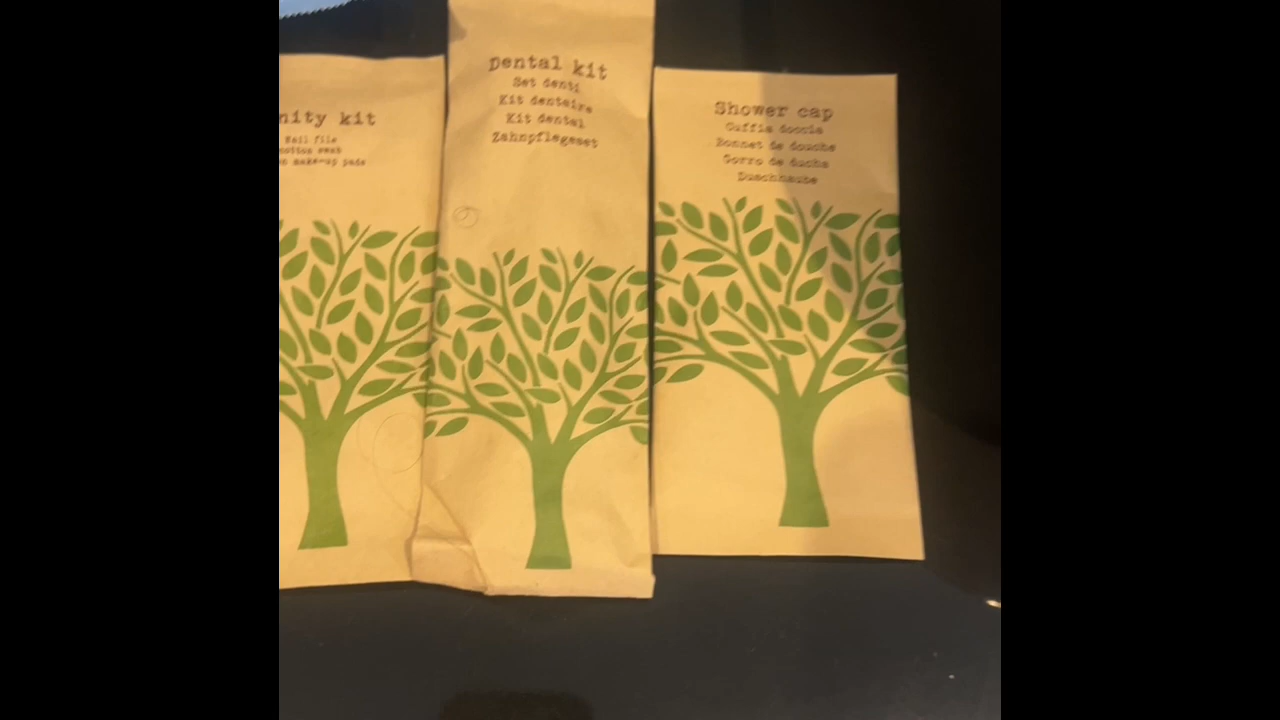 nity kit
Nail file
cotton swab
make-up pads
Dental kit
Set denti
Kit dentaire
Kit dental
Zahnpflegeset
Shower cap
Cuffia doccia
Bonnet de douche
Gorro de ducha
Duschhaube